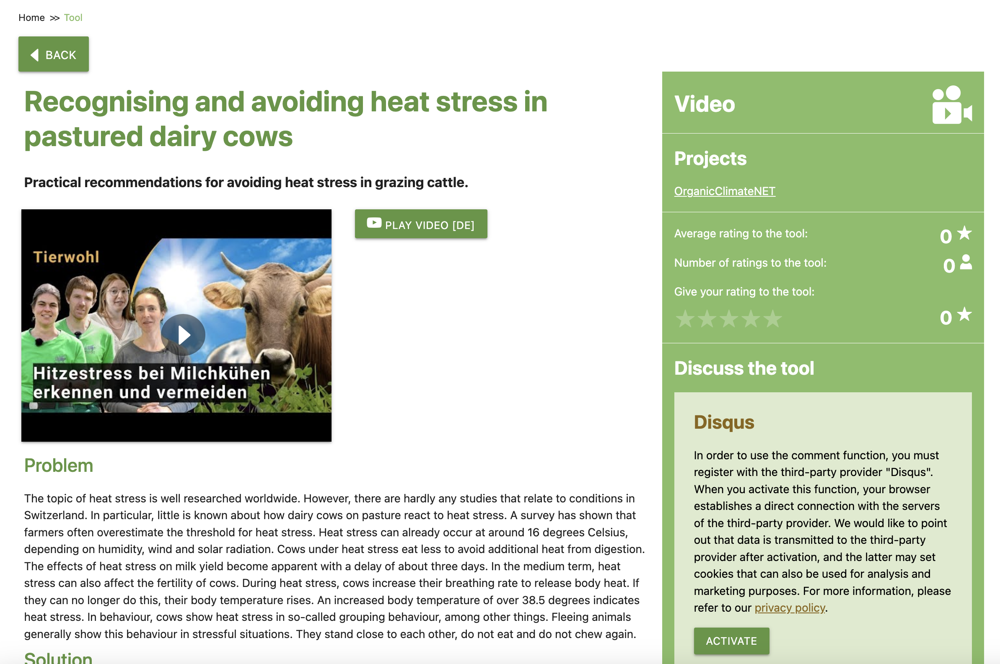 Home >> Tool
BACK
Recognising and avoiding heat stress in
pastured dairy cows
Practical recommendations for avoiding heat stress in grazing cattle.
Tierwohl
Hitzestress bei Milchkühen
erkennen und vermeiden
PLAY VIDEO [DE]
Problem
The topic of heat stress is well researched worldwide. However, there are hardly any studies that relate to conditions in
Switzerland. In particular, little is known about how dairy cows on pasture react to heat stress. A survey has shown that
farmers often overestimate the threshold for heat stress. Heat stress can already occur at around 16 degrees Celsius,
depending on humidity, wind and solar radiation. Cows under heat stress eat less to avoid additional heat from digestion.
The effects of heat stress on milk yield become apparent with a delay of about three days. In the medium term, heat
stress can also affect the fertility of cows. During heat stress, cows increase their breathing rate to release body heat. If
they can no longer do this, their body temperature rises. An increased body temperature of over 38.5 degrees indicates
heat stress. In behaviour, cows show heat stress in so-called grouping behaviour, among other things. Fleeing animals
generally show this behaviour in stressful situations. They stand close to each other, do not eat and do not chew again.
Solution
Video
Projects
OrganicClimateNET
Average rating to the tool: 0
Number of ratings to the tool: 0
Give your rating to the tool:
0
Discuss the tool
Disqus
In order to use the comment function, you must
register with the third-party provider "Disqus".
When you activate this function, your browser
establishes a direct connection with the servers
of the third-party provider. We would like to point
out that data is transmitted to the third-party
provider after activation, and the latter may set
cookies that can also be used for analysis and
marketing purposes. For more information, please
refer to our privacy policy.
ACTIVATE